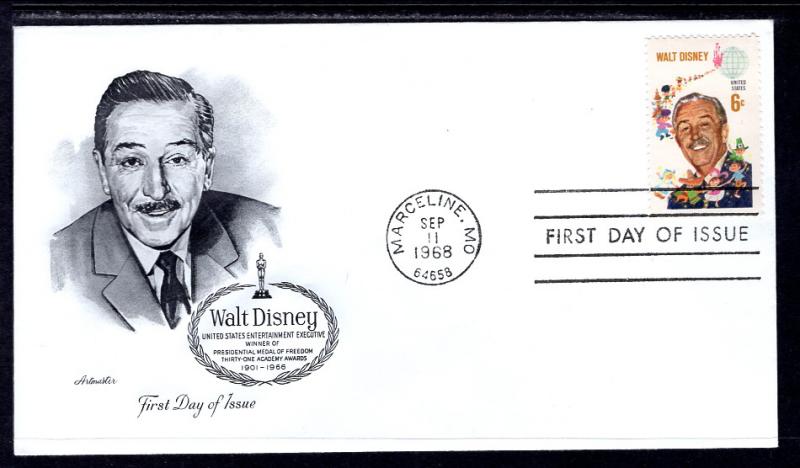 WALT DISNEY
UNITED
STATES
6c
MARCELINE, MO
SEP
11
1968
64658
FIRST DAY OF ISSUE
Walt Disney
UNITED STATES ENTERTAINMENT EXECUTIVE
WINNER OF
PRESIDENTIAL MEDAL OF FREEDOM
THIRTY-ONE ACADEMY AWARDS
1901-1966
Artmaster
First Day of Issue